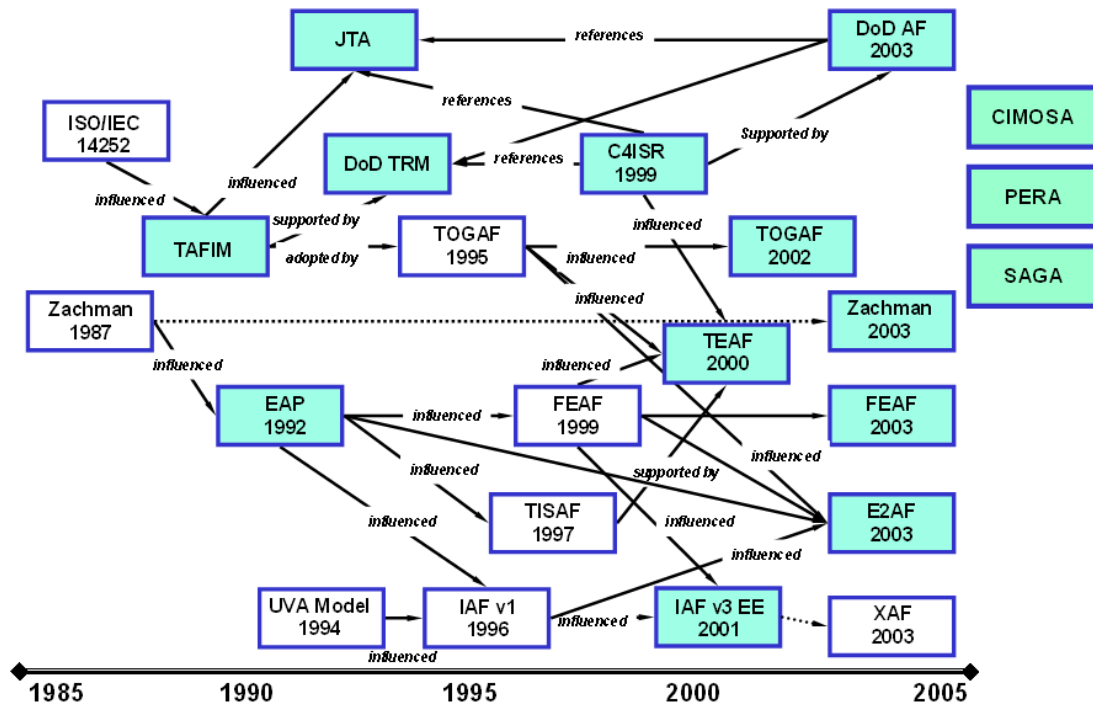 JTA
references
DoD AF
2003
references
ISO/IEC
14252
CIMOSA
Supported by
DoD TRM
references
C4ISR
1999
influenced
influenced
supported by
influenced
PERA
TAFIM
adopted by
TOGAF
1995
influenced
TOGAF
2002
SAGA
influenced
Zachman
1987
Zachman
2003
TEAF
2000
influenced
influenced
EAP
1992
influenced
FEAF
1999
FEAF
2003
influenced
influenced
supported by
TISAF
1997
influenced
E2AF
2003
influenced
influenced
UVA Model
1994
IAF v1
1996
influenced
IAF v3 EE
2001
XAF
2003
influenced
1985
1990
1995
2000
2005